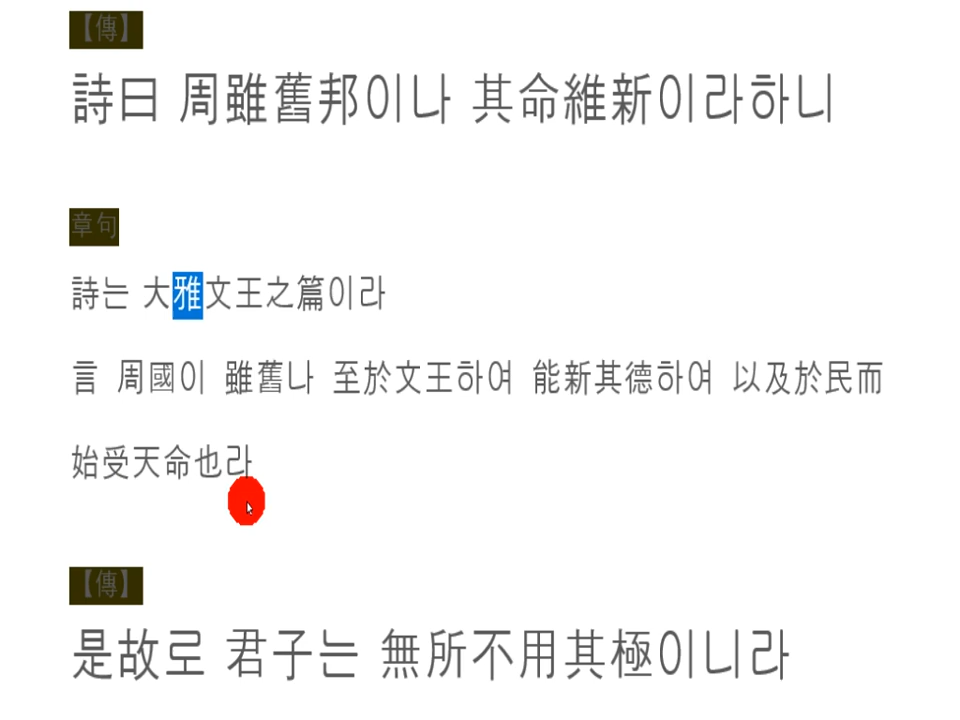 【傳】
詩曰 周雖舊邦이나 其命維新이라하니
章句
詩는 大雅文王之篇이라
言 周國이 雖舊나 至於文王하여 能新其德하여 以及於民而
始受天命也라
【傳】
是故로 君子는 無所不用其極이니라